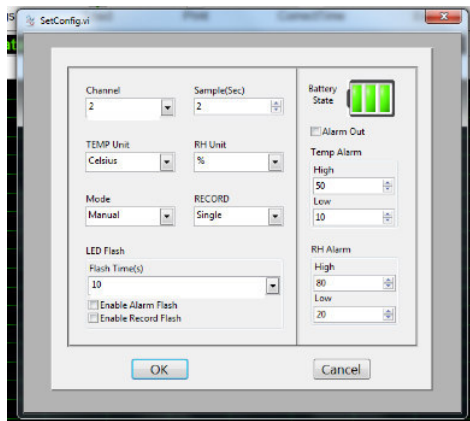 SetConfig.vi
Channel
2
Sample(Sec)
2
TEMP Unit
Celsius
RH Unit
%
Mode
Manual
RECORD
Single
LED Flash
Flash Time(s)
10
Enable Alarm Flash
Enable Record Flash
Battery
State
Alarm Out
Temp Alarm
High
50
Low
10
RH Alarm
High
80
Low
20
OK
Cancel